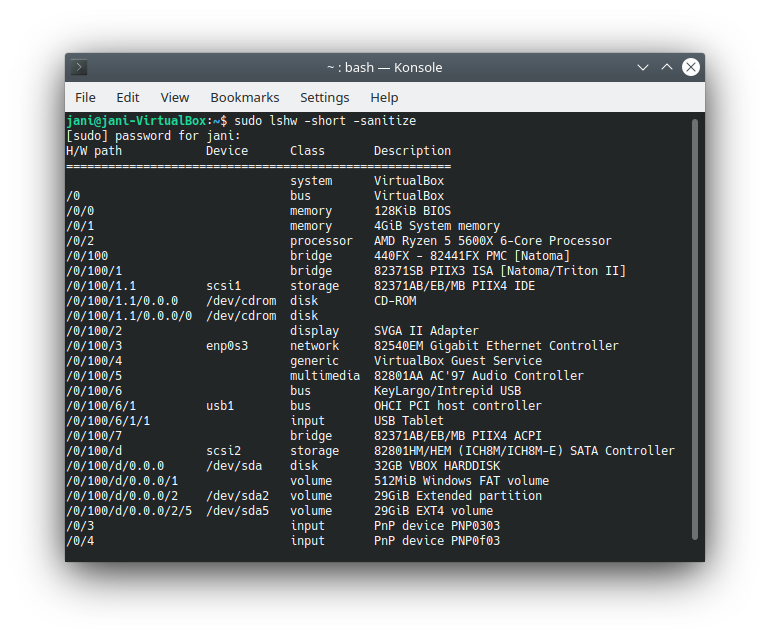 ~ : bash — Konsole
File Edit View Bookmarks Settings Help
jani@jani-VirtualBox:~$ sudo lshw -short -sanitize
[sudo] password for jani:
H/W path            Device      Class       Description
=======================================================
                                system      VirtualBox
/0                              bus         VirtualBox
/0/0                            memory      128KiB BIOS
/0/1                            memory      4GiB System memory
/0/2                            processor   AMD Ryzen 5 5600X 6-Core Processor
/0/100                          bridge      440FX - 82441FX PMC [Natoma]
/0/100/1                        bridge      82371SB PIIX3 ISA [Natoma/Triton II]
/0/100/1.1          scsi1       storage     82371AB/EB/MB PIIX4 IDE
/0/100/1.1/0.0.0    /dev/cdrom  disk        CD-ROM
/0/100/1.1/0.0.0/0  /dev/cdrom  disk
/0/100/2                        display     SVGA II Adapter
/0/100/3            enp0s3      network     82540EM Gigabit Ethernet Controller
/0/100/4                        generic     VirtualBox Guest Service
/0/100/5                        multimedia  82801AA AC'97 Audio Controller
/0/100/6                        bus         KeyLargo/Intrepid USB
/0/100/6/1          usb1        bus         OHCI PCI host controller
/0/100/6/1/1                    input       USB Tablet
/0/100/7                        bridge      82371AB/EB/MB PIIX4 ACPI
/0/100/d            scsi2       storage     82801HM/HEM (ICH8M/ICH8M-E) SATA Controller
/0/100/d/0.0.0      /dev/sda    disk        32GB VBOX HARDDISK
/0/100/d/0.0.0/1                volume      512MiB Windows FAT volume
/0/100/d/0.0.0/2    /dev/sda2   volume      29GiB Extended partition
/0/100/d/0.0.0/2/5  /dev/sda5   volume      29GiB EXT4 volume
/0/3                            input       PnP device PNP0303
/0/4                            input       PnP device PNP0f03